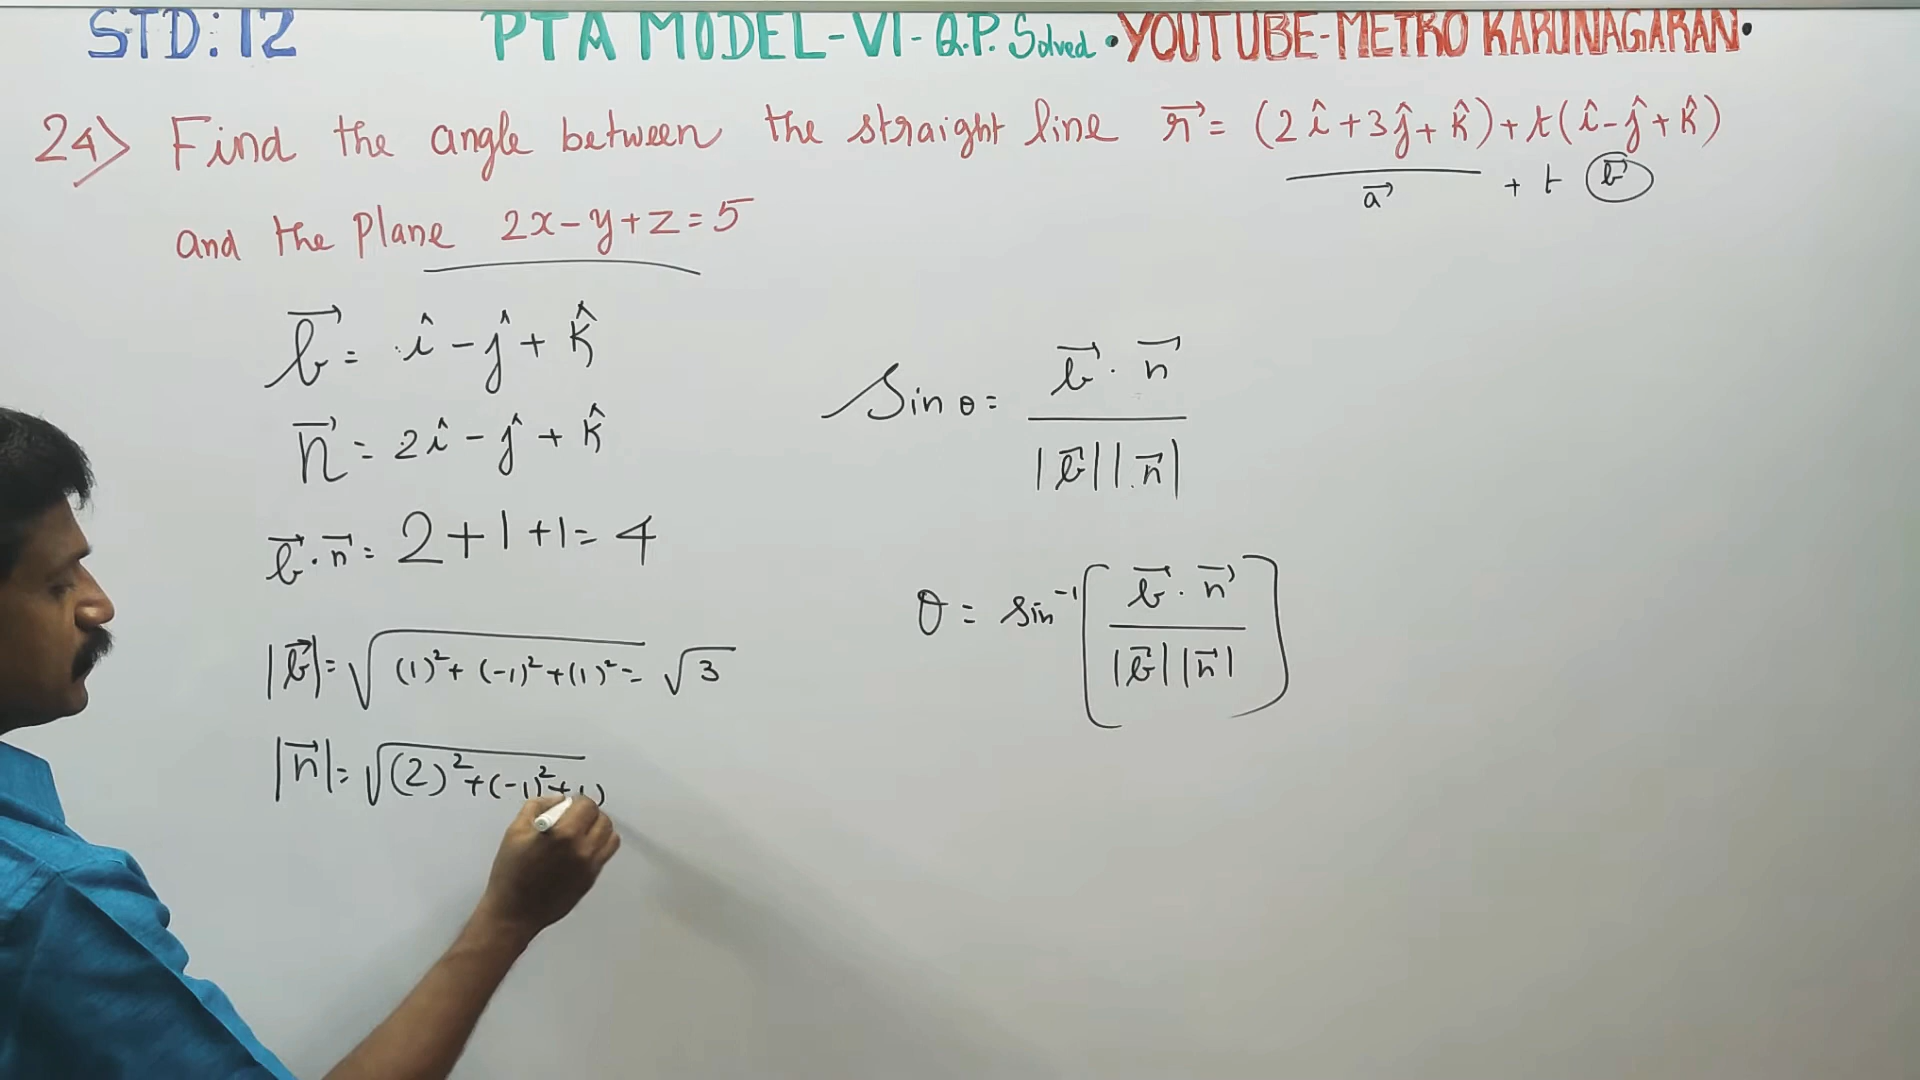 STD: 12 PTA MODEL-VI-Q.P. Solved •YOUTUBE-METRO KARUNAGARAN•
24) Find the angle between the straight line r⃗ = (2î+3ĵ+k̂)+t(î-ĵ+k̂)
a⃗ + t b⃗
and the Plane 2x-y+z=5
b⃗ = î - ĵ + k̂
n⃗ = 2î - ĵ + k̂
Sin θ = b⃗ . n⃗ / |b⃗| |n⃗|
b⃗ . n⃗ = 2+1+1= 4
θ = sin⁻¹ [ b⃗ . n⃗ / |b⃗| |n⃗| ]
|b⃗| = √(1)²+(-1)²+(1)² = √3
|n⃗| = √(2)²+(-1)²+1)